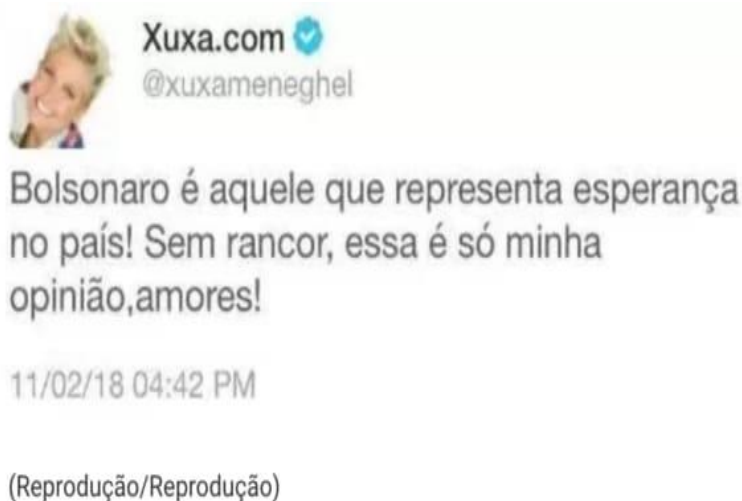 Xuxa.com
@xuxameneghel
Bolsonaro é aquele que representa esperança
no país! Sem rancor, essa é só minha
opinião,amores!
11/02/18 04:42 PM
(Reprodução/Reprodução)